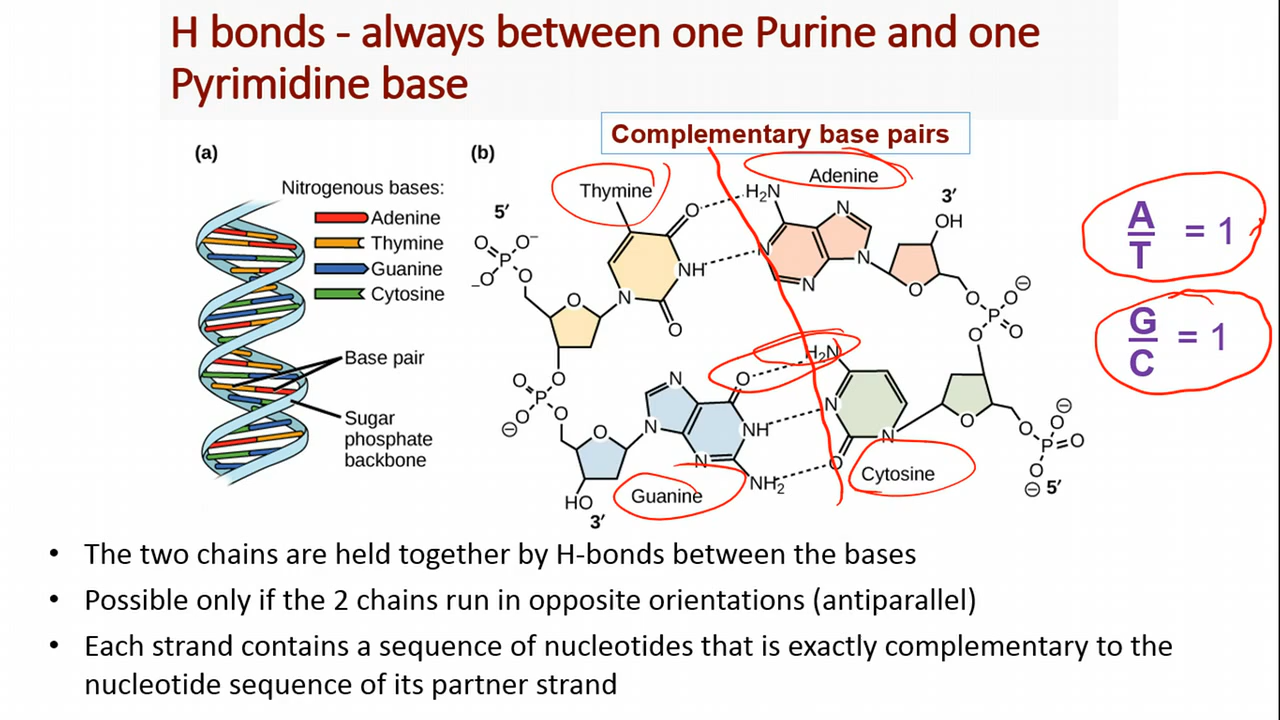 H bonds - always between one Purine and one
Pyrimidine base
Complementary base pairs
(a)
Nitrogenous bases:
Adenine
Thymine
Guanine
Cytosine
Base pair
Sugar
phosphate
backbone
(b)
Thymine
Adenine
5′
3′
O
H₂N
N
OH
O
O⁻
P
⁻O
O
NH
N
N
N
O
N
O
O
O
O
P
O
O
O
P
O
O
O
H₂N
N
O
O
N
NH
N
N
O
N
N
O
O
O
P
O
O
NH₂
HO
3′
Guanine
Cytosine
5′
A
T
= 1
G
C
= 1
• The two chains are held together by H-bonds between the bases
• Possible only if the 2 chains run in opposite orientations (antiparallel)
• Each strand contains a sequence of nucleotides that is exactly complementary to the
nucleotide sequence of its partner strand